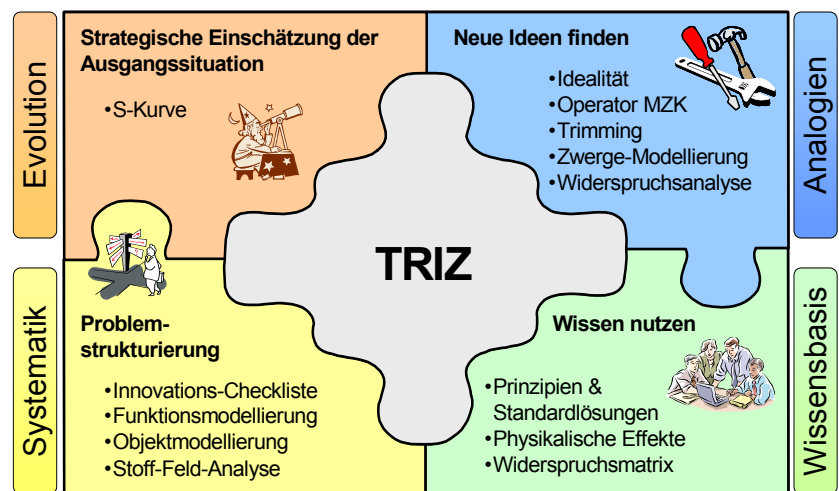 Evolution
Strategische Einschätzung der
Ausgangssituation
•S-Kurve
Neue Ideen finden
•Idealität
•Operator MZK
•Trimming
•Zwerge-Modellierung
•Widerspruchsanalyse
Analogien
TRIZ
Systematik
Problem-
strukturierung
•Innovations-Checkliste
•Funktionsmodellierung
•Objektmodellierung
•Stoff-Feld-Analyse
Wissen nutzen
•Prinzipien &
Standardlösungen
•Physikalische Effekte
•Widerspruchsmatrix
Wissensbasis